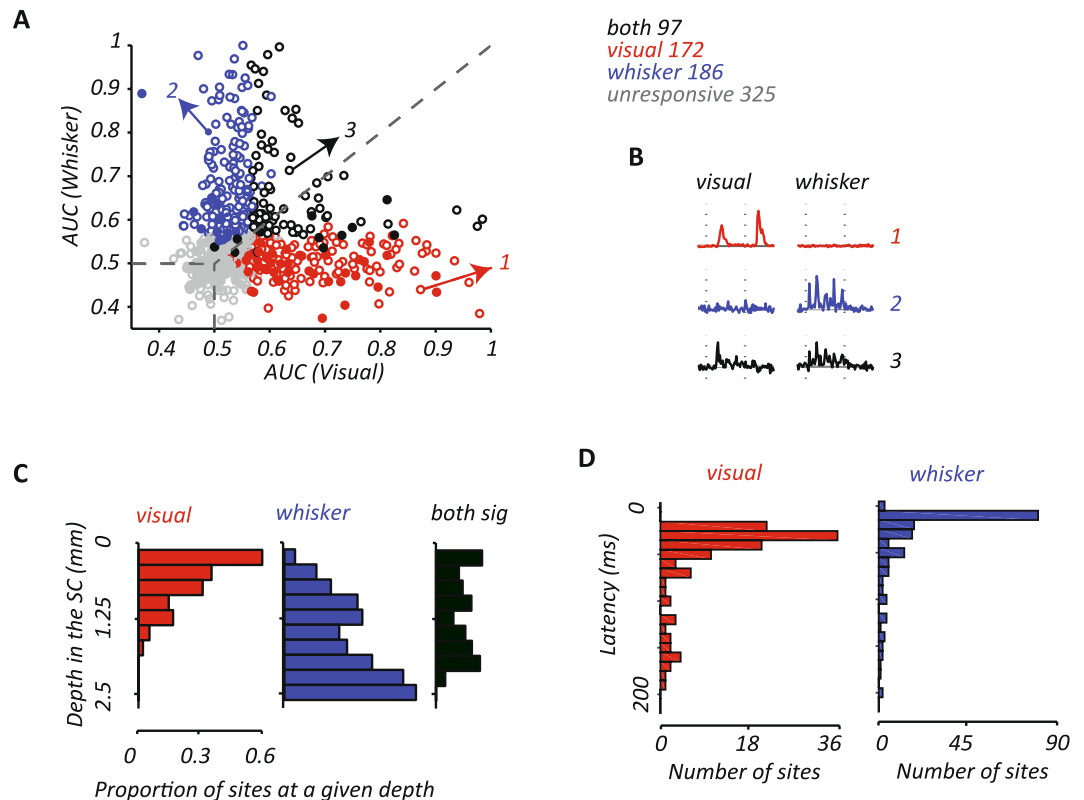 A
both 97
visual 172
whisker 186
unresponsive 325
1
0.9
0.8
0.7
0.6
0.5
0.4
AUC (Whisker)
2
3
1
0.4 0.5 0.6 0.7 0.8 0.9 1
AUC (Visual)
B
visual whisker
1
2
3
C
visual whisker both sig
0
1.25
2.5
Depth in the SC (mm)
0 0.3 0.6
Proportion of sites at a given depth
D
visual whisker
0
200
Latency (ms)
0 18 36
Number of sites
0 45 90
Number of sites